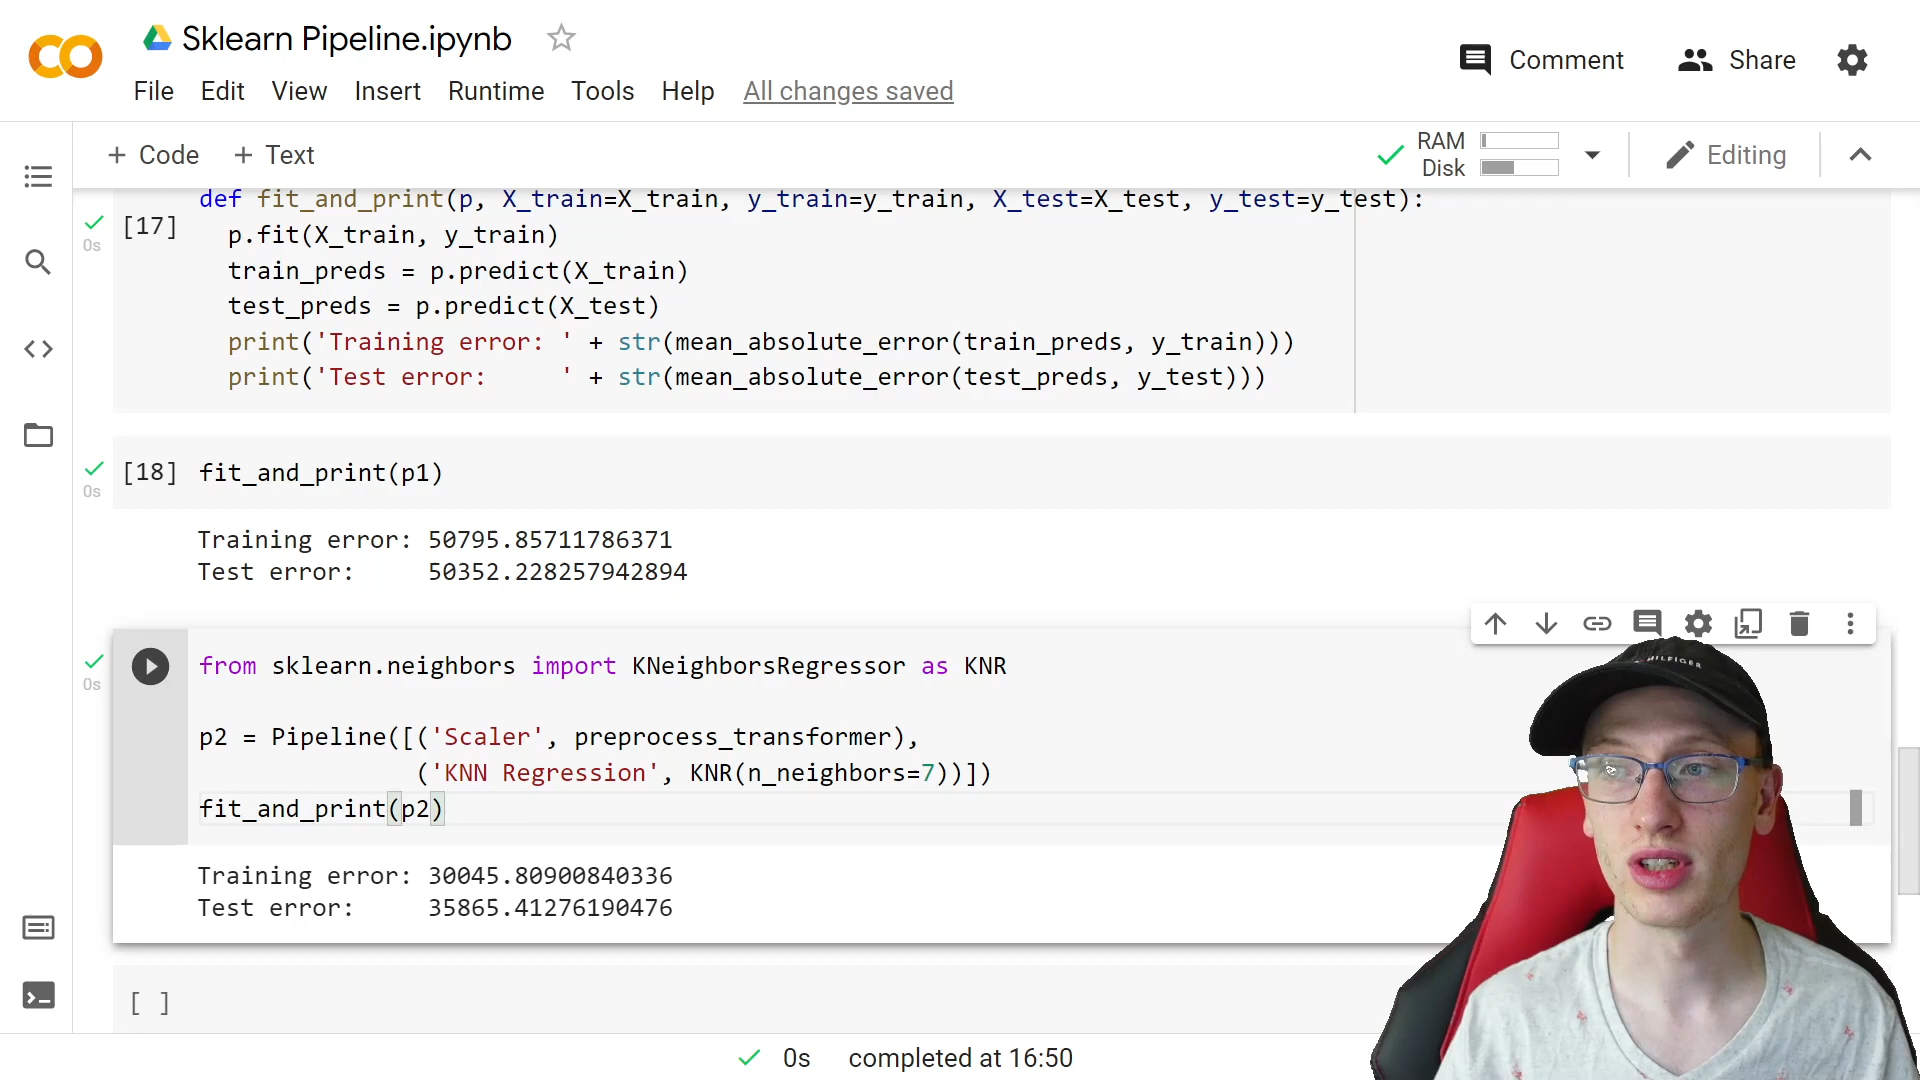 Sklearn Pipeline.ipynb
Comment
Share
File Edit View Insert Runtime Tools Help All changes saved
+ Code + Text
RAM
Disk
Editing
def fit_and_print(p, X_train=X_train, y_train=y_train, X_test=X_test, y_test=y_test):
[17]
0s
p.fit(X_train, y_train)
train_preds = p.predict(X_train)
test_preds = p.predict(X_test)
print('Training error: ' + str(mean_absolute_error(train_preds, y_train)))
print('Test error:     ' + str(mean_absolute_error(test_preds, y_test)))
[18] fit_and_print(p1)
0s
Training error: 50795.85711786371
Test error:     50352.228257942894
from sklearn.neighbors import KNeighborsRegressor as KNR
0s
p2 = Pipeline([('Scaler', preprocess_transformer),
('KNN Regression', KNR(n_neighbors=7))])
fit_and_print(p2)
Training error: 30045.80900840336
Test error:     35865.41276190476
[ ]
0s completed at 16:50
HILFIGER